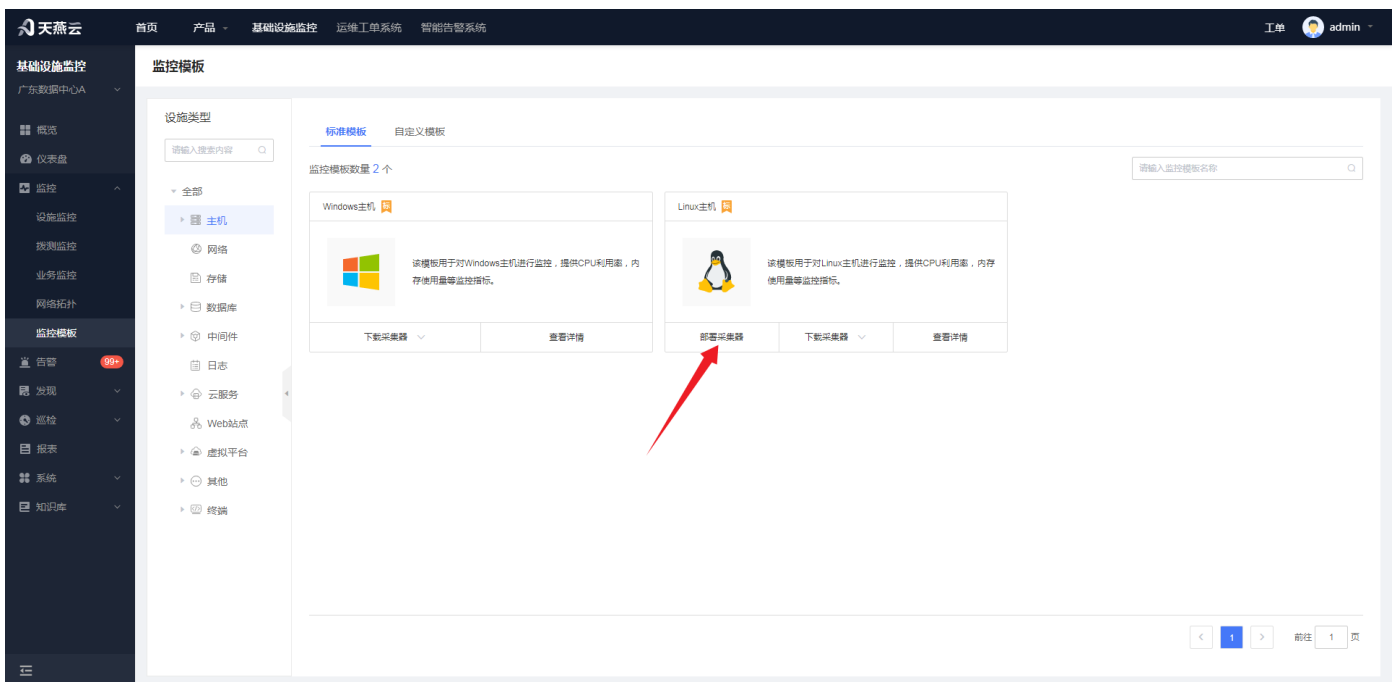 天燕云
首页
产品
基础设施监控
运维工单系统
智能告警系统
工单
admin
基础设施监控
广东数据中心A
概览
仪表盘
监控
设施监控
拨测监控
业务监控
网络拓扑
监控模板
告警
99+
发现
巡检
报表
系统
知识库
监控模板
设施类型
请输入搜索内容
全部
主机
网络
存储
数据库
中间件
日志
云服务
Web站点
虚拟平台
其他
终端
标准模板
自定义模板
监控模板数量 2 个
请输入监控模板名称
Windows主机
标
该模板用于对Windows主机进行监控，提供CPU利用率，内
存使用量等监控指标。
下载采集器
查看详情
Linux主机
标
该模板用于对Linux主机进行监控，提供CPU利用率，内存
使用量等监控指标。
部署采集器
下载采集器
查看详情
1
前往 1 页